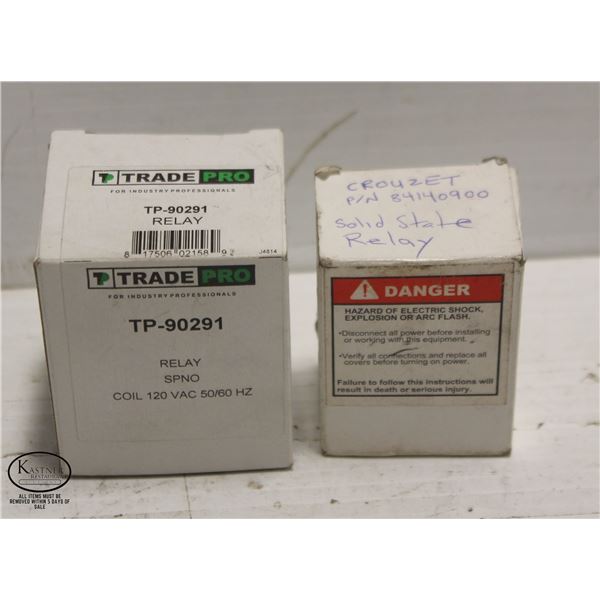 TP TRADE PRO
FOR INDUSTRY PROFESSIONALS
TP-90291
RELAY
8 17506 02158 9
J4814
TP TRADE PRO
FOR INDUSTRY PROFESSIONALS
TP-90291
RELAY
SPNO
COIL 120 VAC 50/60 HZ
CROUZET
P/N 84140900
Solid State
Relay
DANGER
HAZARD OF ELECTRIC SHOCK,
EXPLOSION OR ARC FLASH.
•Disconnect all power before installing
or working with this equipment.
•Verify all connections and replace all
covers before turning on power.
Failure to follow this instructions will
result in death or serious injury.
KASTNER
ALL ITEMS MUST BE
REMOVED WITHIN 5 DAYS OF
SALE